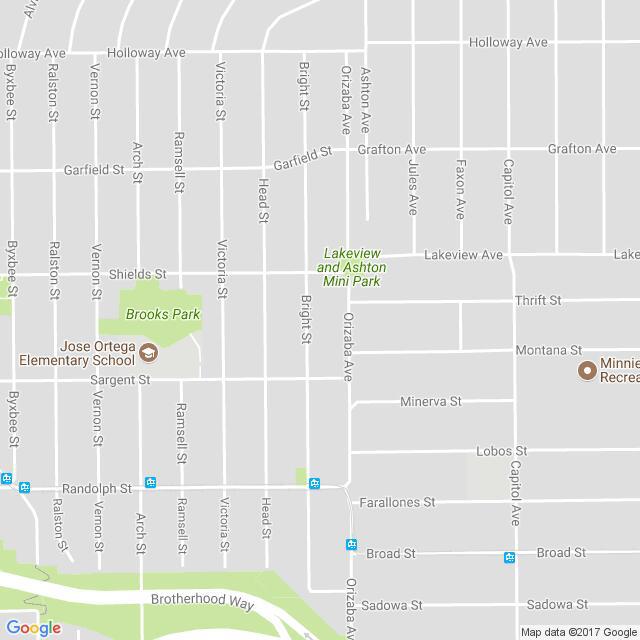 Alv
Holloway Ave
Holloway Ave
Holloway Ave
Byxbee St
Ralston St
Vernon St
Arch St
Ramsell St
Victoria St
Head St
Bright St
Orizaba Ave
Ashton Ave
Garfield St
Garfield St
Grafton Ave
Grafton Ave
Jules Ave
Faxon Ave
Capitol Ave
Byxbee St
Ralston St
Vernon St
Victoria St
Shields St
Lakeview
and Ashton
Mini Park
Lakeview Ave
Lake
Brooks Park
Bright St
Orizaba Ave
Thrift St
Jose Ortega
Elementary School
Montana St
Minnie
Recrea
Sargent St
Byxbee St
Vernon St
Ramsell St
Minerva St
Lobos St
Capitol Ave
Randolph St
Farallones St
Ralston St
Vernon St
Arch St
Ramsell St
Victoria St
Head St
Broad St
Broad St
Orizaba Ave
Brotherhood Way
Sadowa St
Sadowa St
Google
Map data ©2017 Google